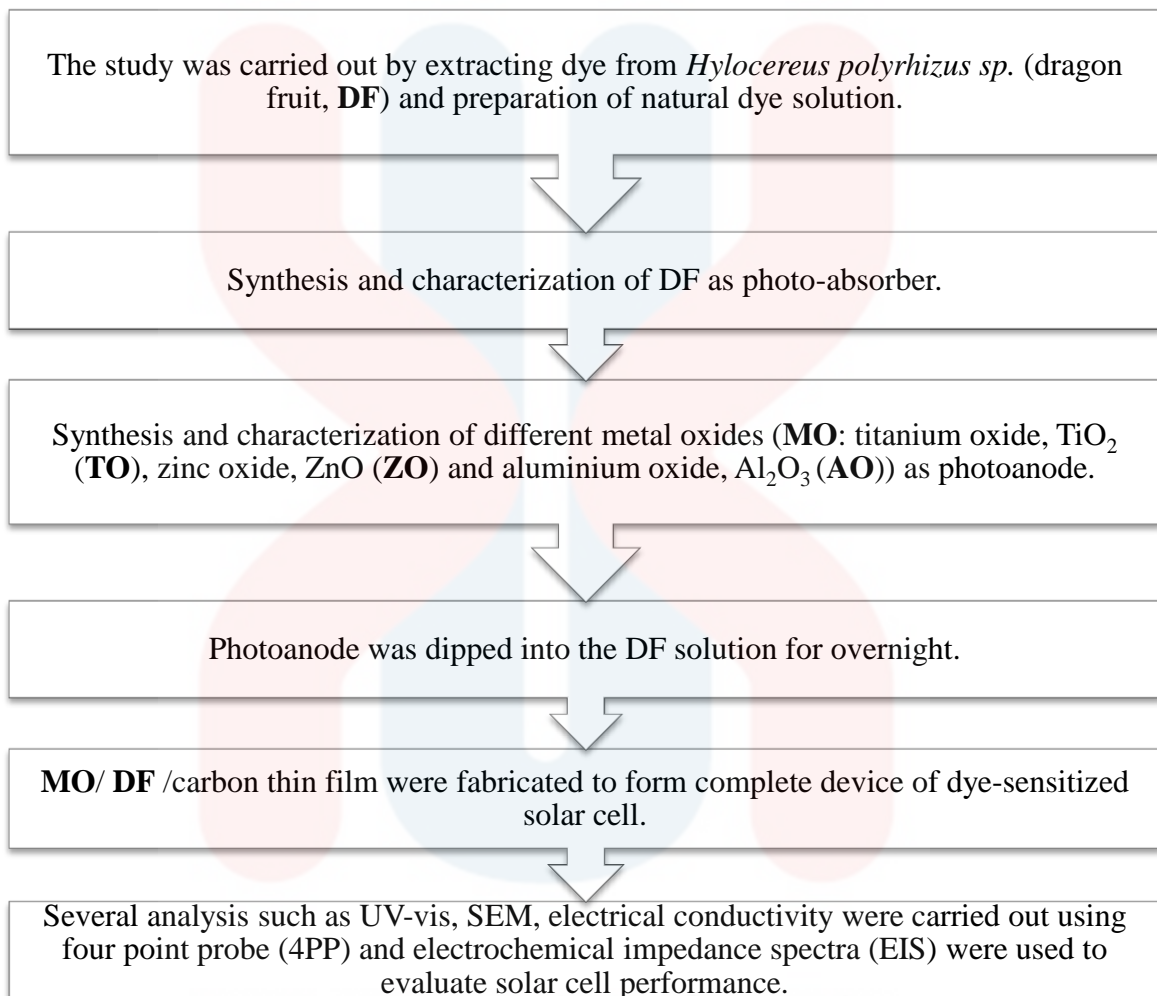 The study was carried out by extracting dye from Hylocereus polyrhizus sp. (dragon
fruit, DF) and preparation of natural dye solution.
Synthesis and characterization of DF as photo-absorber.
Synthesis and characterization of different metal oxides (MO: titanium oxide, TiO₂
(TO), zinc oxide, ZnO (ZO) and aluminium oxide, Al₂O₃ (AO)) as photoanode.
Photoanode was dipped into the DF solution for overnight.
MO/ DF /carbon thin film were fabricated to form complete device of dye-sensitized
solar cell.
Several analysis such as UV-vis, SEM, electrical conductivity were carried out using
four point probe (4PP) and electrochemical impedance spectra (EIS) were used to
evaluate solar cell performance.